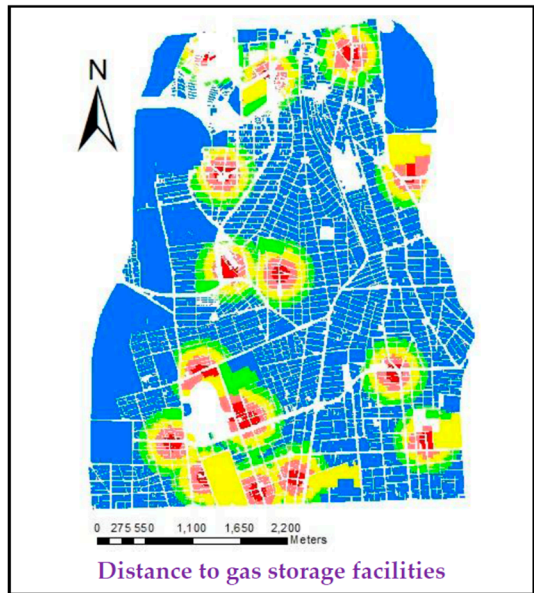 N
0 275 550 1,100 1,650 2,200
Meters
Distance to gas storage facilities